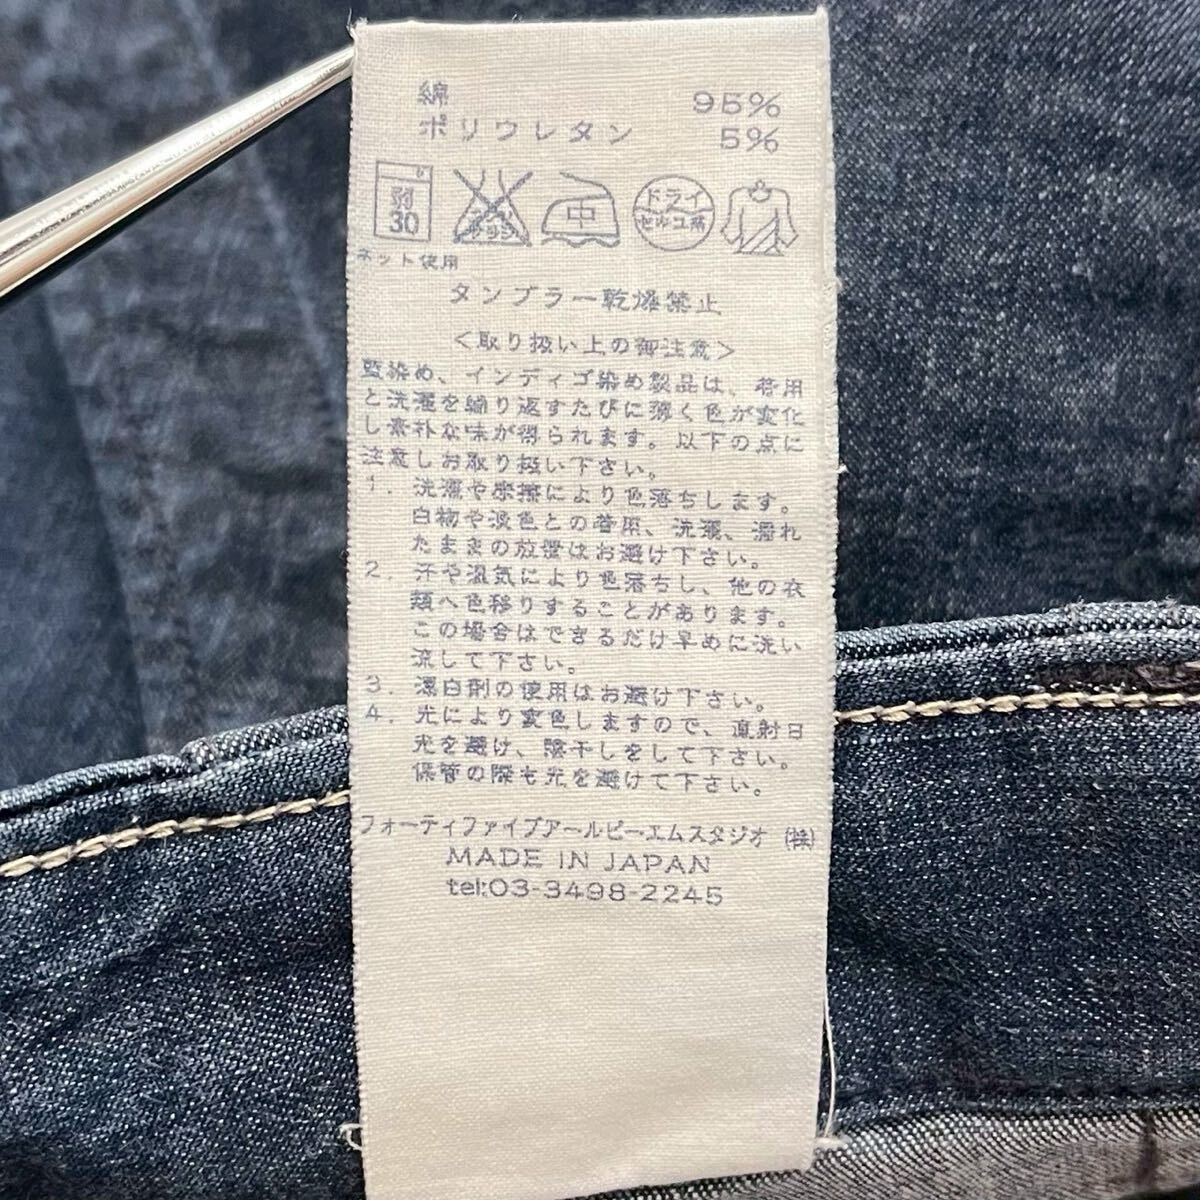 綿 95%
ポリウレタン 5%
弱
30
エンソ
サラシ
中
ドライ
セキユ系
ネット使用
タンブラー乾燥禁止
<取り扱い上の御注意>
藍染め、インディゴ染め製品は、着用
と洗濯を繰り返すたびに薄く色が変化
し素朴な味が得られます。以下の点に
注意しお取り扱い下さい。
1. 洗濯や摩擦により色落ちします。
白物や淡色との着用、洗濯、濡れ
たままの放置はお避け下さい。
2. 汗や湿気により色落ちし、他の衣
類へ色移りすることがあります。
この場合はできるだけ早めに洗い
流して下さい。
3. 漂白剤の使用はお避け下さい。
4. 光により変色しますので、直射日
光を避け、陰干しをして下さい。
保管の際も光を避けて下さい。
フォーティファイブアールピーエムスタジオ (株)
MADE IN JAPAN
tel:03-3498-2245